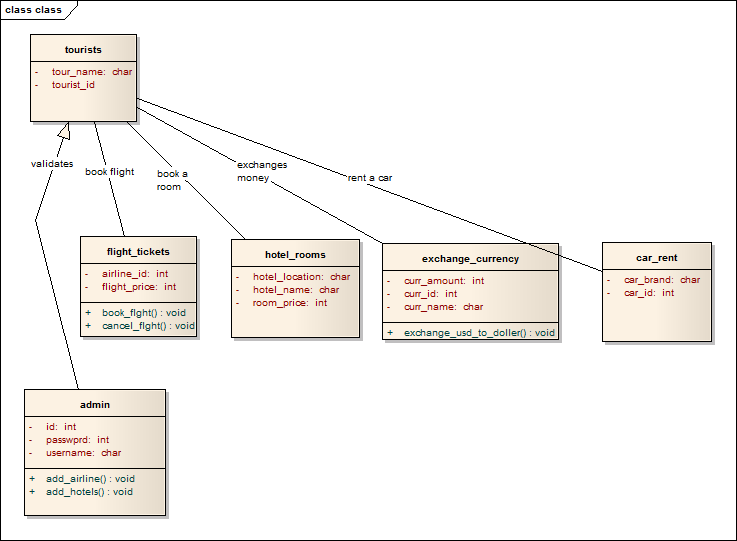 class class
tourists
- tour_name: char
- tourist_id
validates
book flight
book a
room
exchanges
money
rent a car
flight_tickets
- airline_id: int
- flight_price: int
+ book_flght() : void
+ cancel_flght() : void
hotel_rooms
- hotel_location: char
- hotel_name: char
- room_price: int
exchange_currency
- curr_amount: int
- curr_id: int
- curr_name: char
+ exchange_usd_to_doller() : void
car_rent
- car_brand: char
- car_id: int
admin
- id: int
- passwprd: int
- username: char
+ add_airline() : void
+ add_hotels() : void